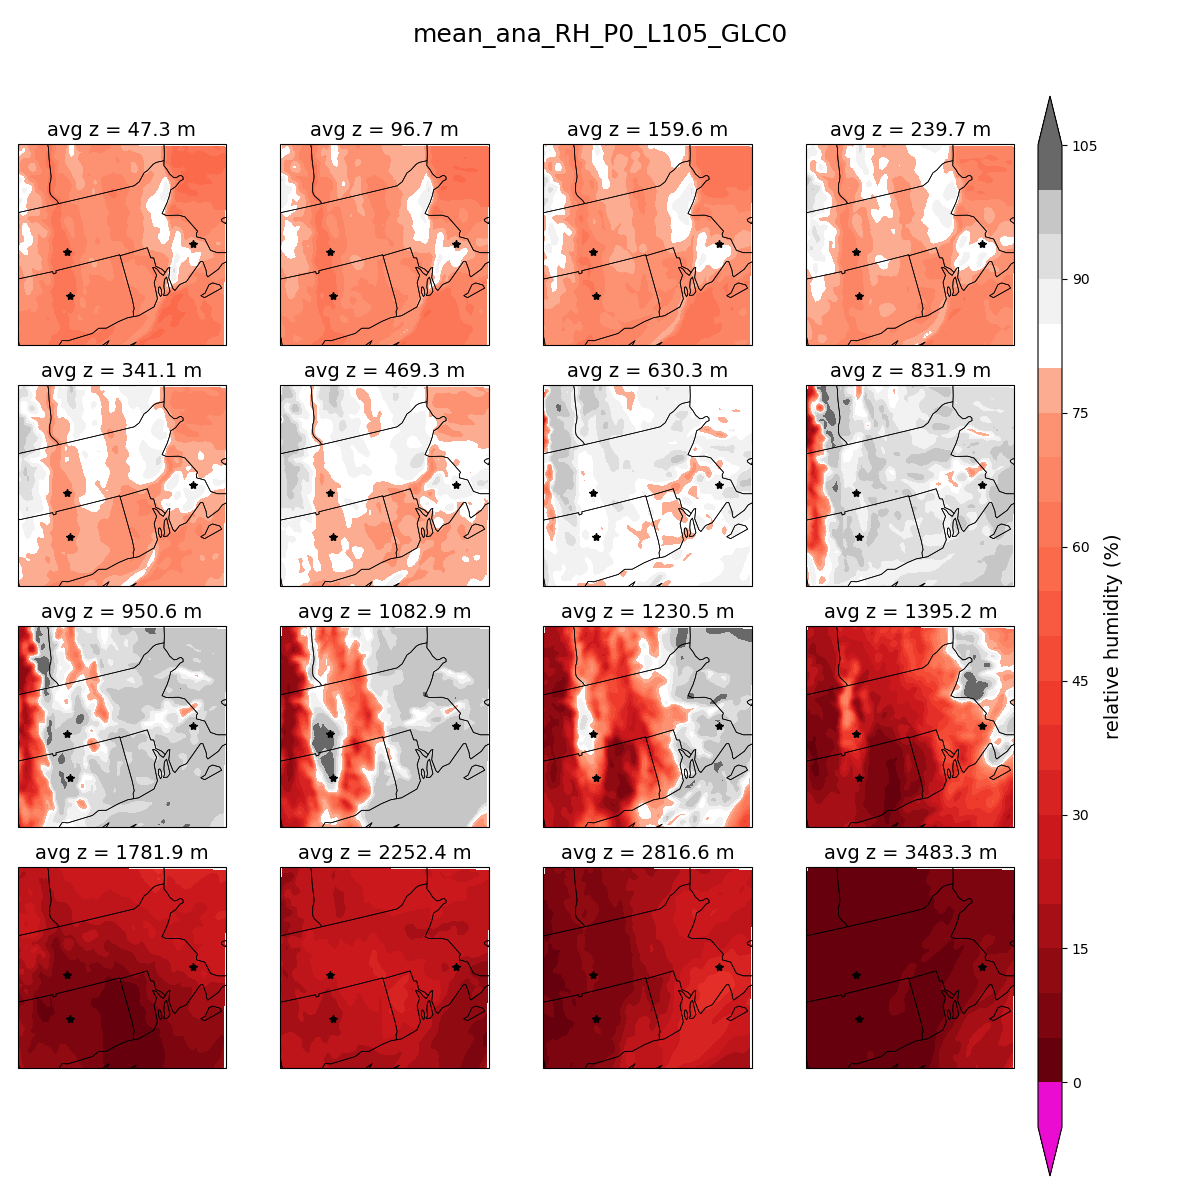 mean_ana_RH_P0_L105_GLC0
avg z = 47.3 m
avg z = 96.7 m
avg z = 159.6 m
avg z = 239.7 m
avg z = 341.1 m
avg z = 469.3 m
avg z = 630.3 m
avg z = 831.9 m
avg z = 950.6 m
avg z = 1082.9 m
avg z = 1230.5 m
avg z = 1395.2 m
avg z = 1781.9 m
avg z = 2252.4 m
avg z = 2816.6 m
avg z = 3483.3 m
105
90
75
60
45
30
15
0
relative humidity (%)